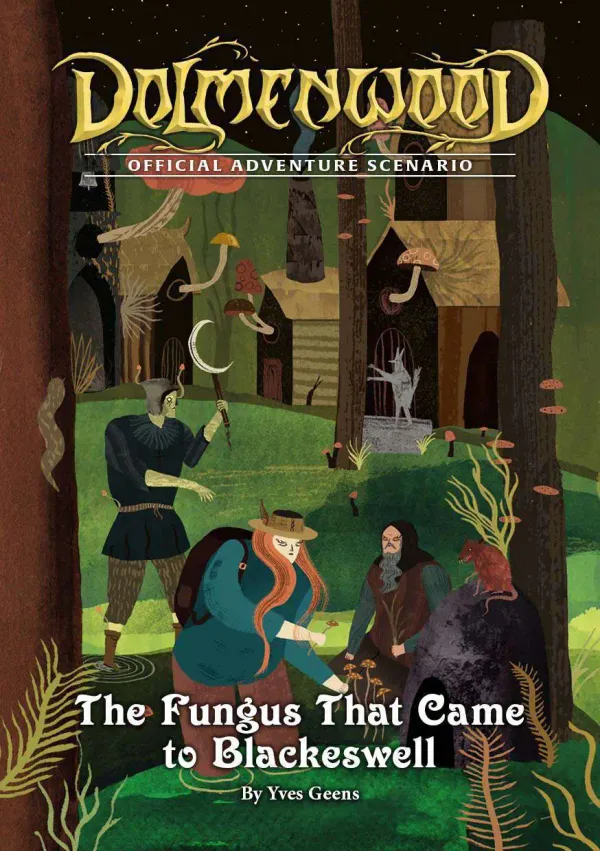 DOLMENWOOD
OFFICIAL ADVENTURE SCENARIO
The Fungus That Came
to Blackeswell
By Yves Geens